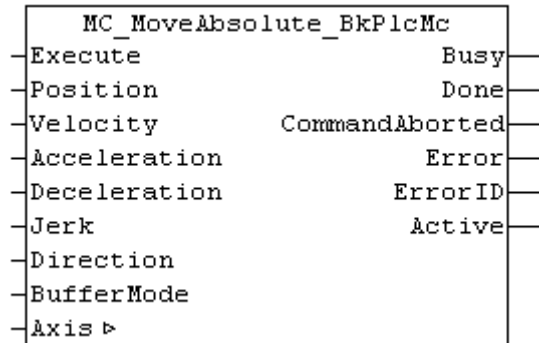 MC_MoveAbsolute_BkPlcMc
Execute Busy
Position Done
Velocity CommandAborted
Acceleration Error
Deceleration ErrorID
Jerk Active
Direction
BufferMode
Axis ▷